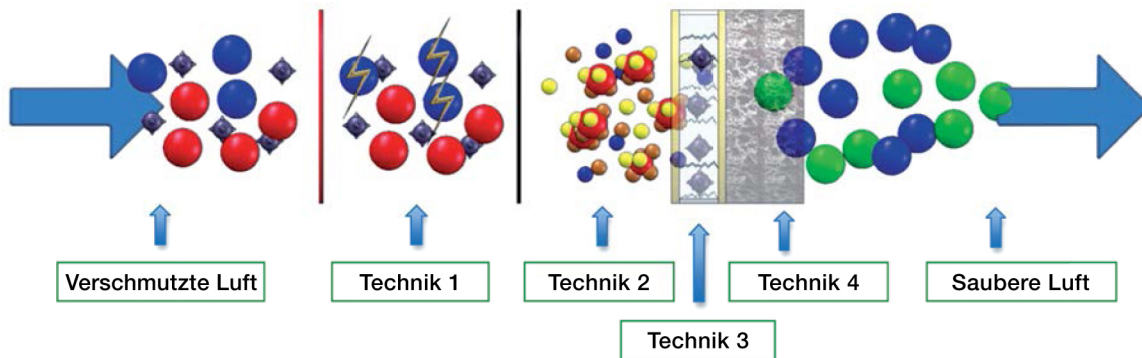 Verschmutzte Luft
Technik 1
Technik 2
Technik 3
Technik 4
Saubere Luft